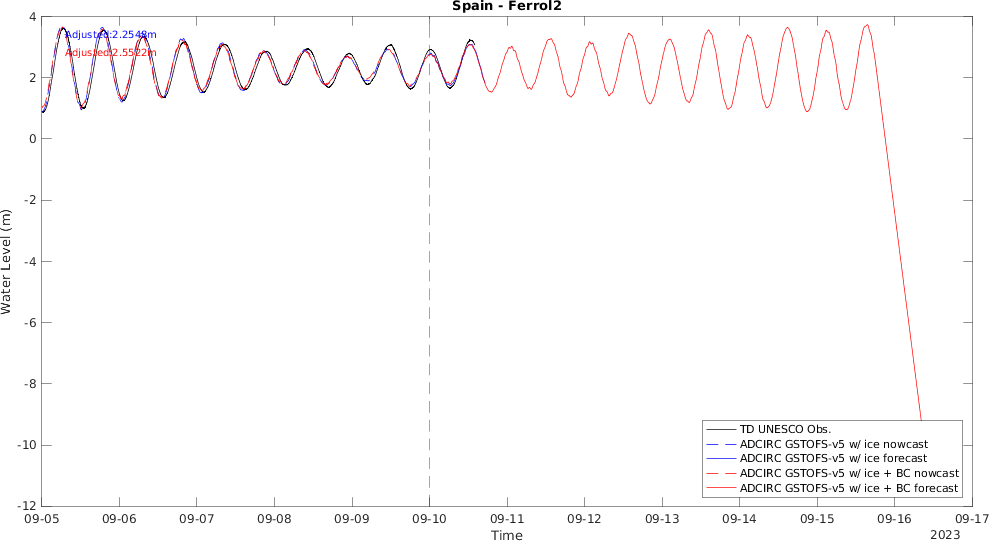 Spain - Ferrol2
Adjusted:2.2549m
Adjusted:2.5522m
Water Level (m)
4
2
0
-2
-4
-6
-8
-10
-12
TD UNESCO Obs.
ADCIRC GSTOFS-v5 w/ ice nowcast
ADCIRC GSTOFS-v5 w/ ice forecast
ADCIRC GSTOFS-v5 w/ ice + BC nowcast
ADCIRC GSTOFS-v5 w/ ice + BC forecast
09-05 09-06 09-07 09-08 09-09 09-10 09-11 09-12 09-13 09-14 09-15 09-16 09-17
Time
2023